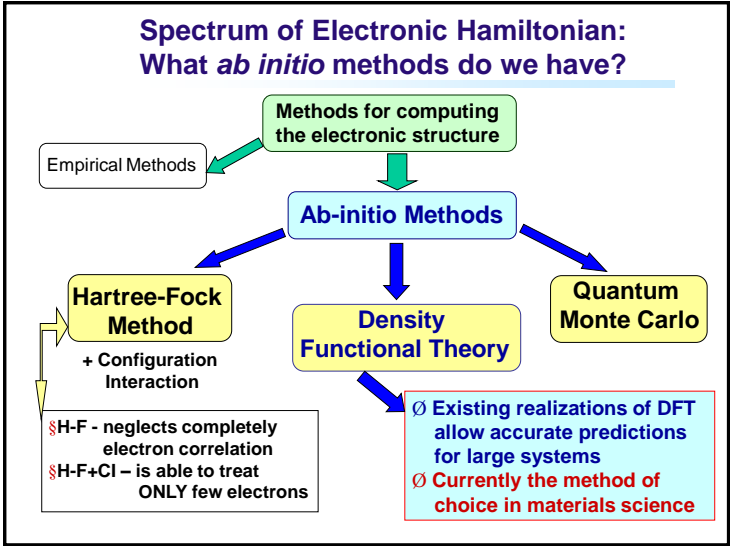 Spectrum of Electronic Hamiltonian:
What ab initio methods do we have?
Methods for computing
the electronic structure
Empirical Methods
Ab-initio Methods
Hartree-Fock
Method
Density
Functional Theory
Quantum
Monte Carlo
+ Configuration
Interaction
§H-F - neglects completely
electron correlation
§H-F+CI – is able to treat
ONLY few electrons
Ø Existing realizations of DFT
allow accurate predictions
for large systems
Ø Currently the method of
choice in materials science